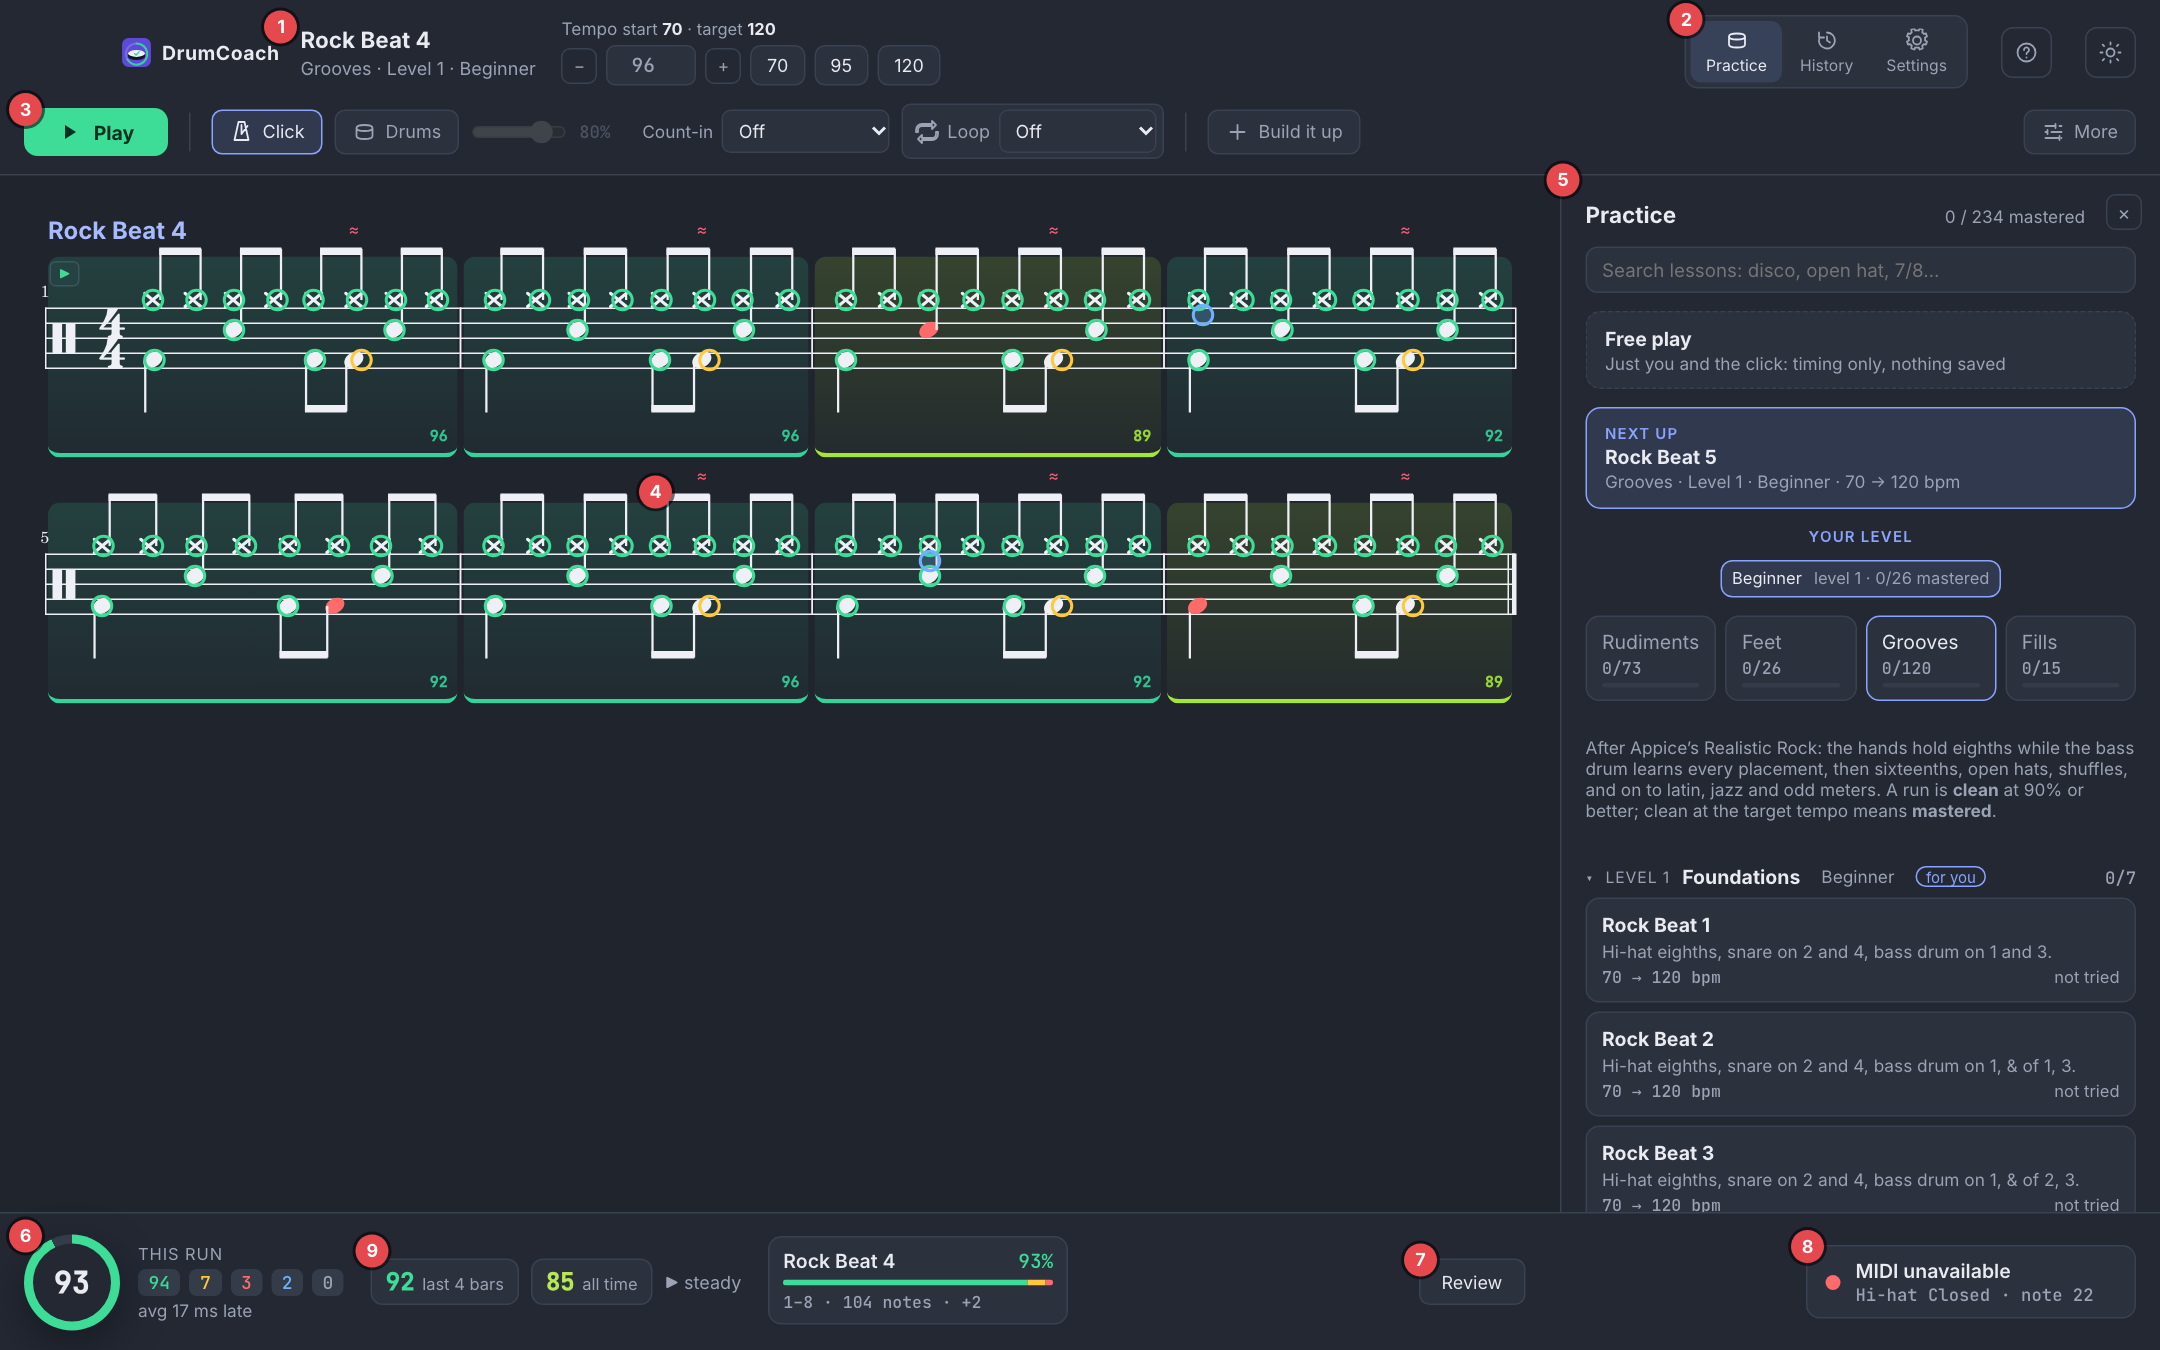 1
DrumCoach
Rock Beat 4
Grooves · Level 1 · Beginner
Tempo start 70 · target 120
− 96 + 70 95 120
2
Practice History Settings
3
Play
Click
Drums
80%
Count-in Off
Loop Off
+ Build it up
More
Rock Beat 4
≈ ≈ ≈ ≈
1
4
4
96 96 89 92
4
≈ ≈ ≈
5
92 96 92 89
5
Practice
0 / 234 mastered
×
Search lessons: disco, open hat, 7/8...
Free play
Just you and the click: timing only, nothing saved
NEXT UP
Rock Beat 5
Grooves · Level 1 · Beginner · 70 → 120 bpm
YOUR LEVEL
Beginner level 1 · 0/26 mastered
Rudiments Feet Grooves Fills
0/73 0/26 0/120 0/15
After Appice’s Realistic Rock: the hands hold eighths while the bass
drum learns every placement, then sixteenths, open hats, shuffles,
and on to latin, jazz and odd meters. A run is clean at 90% or
better; clean at the target tempo means mastered.
LEVEL 1 Foundations Beginner for you 0/7
Rock Beat 1
Hi-hat eighths, snare on 2 and 4, bass drum on 1 and 3.
70 → 120 bpm not tried
Rock Beat 2
Hi-hat eighths, snare on 2 and 4, bass drum on 1, & of 1, 3.
70 → 120 bpm not tried
Rock Beat 3
Hi-hat eighths, snare on 2 and 4, bass drum on 1, & of 2, 3.
70 → 120 bpm not tried
6
93
THIS RUN
94 7 3 2 0
avg 17 ms late
9
92 last 4 bars
85 all time
steady
Rock Beat 4 93%
1–8 · 104 notes · +2
7
Review
8
MIDI unavailable
Hi-hat Closed · note 22